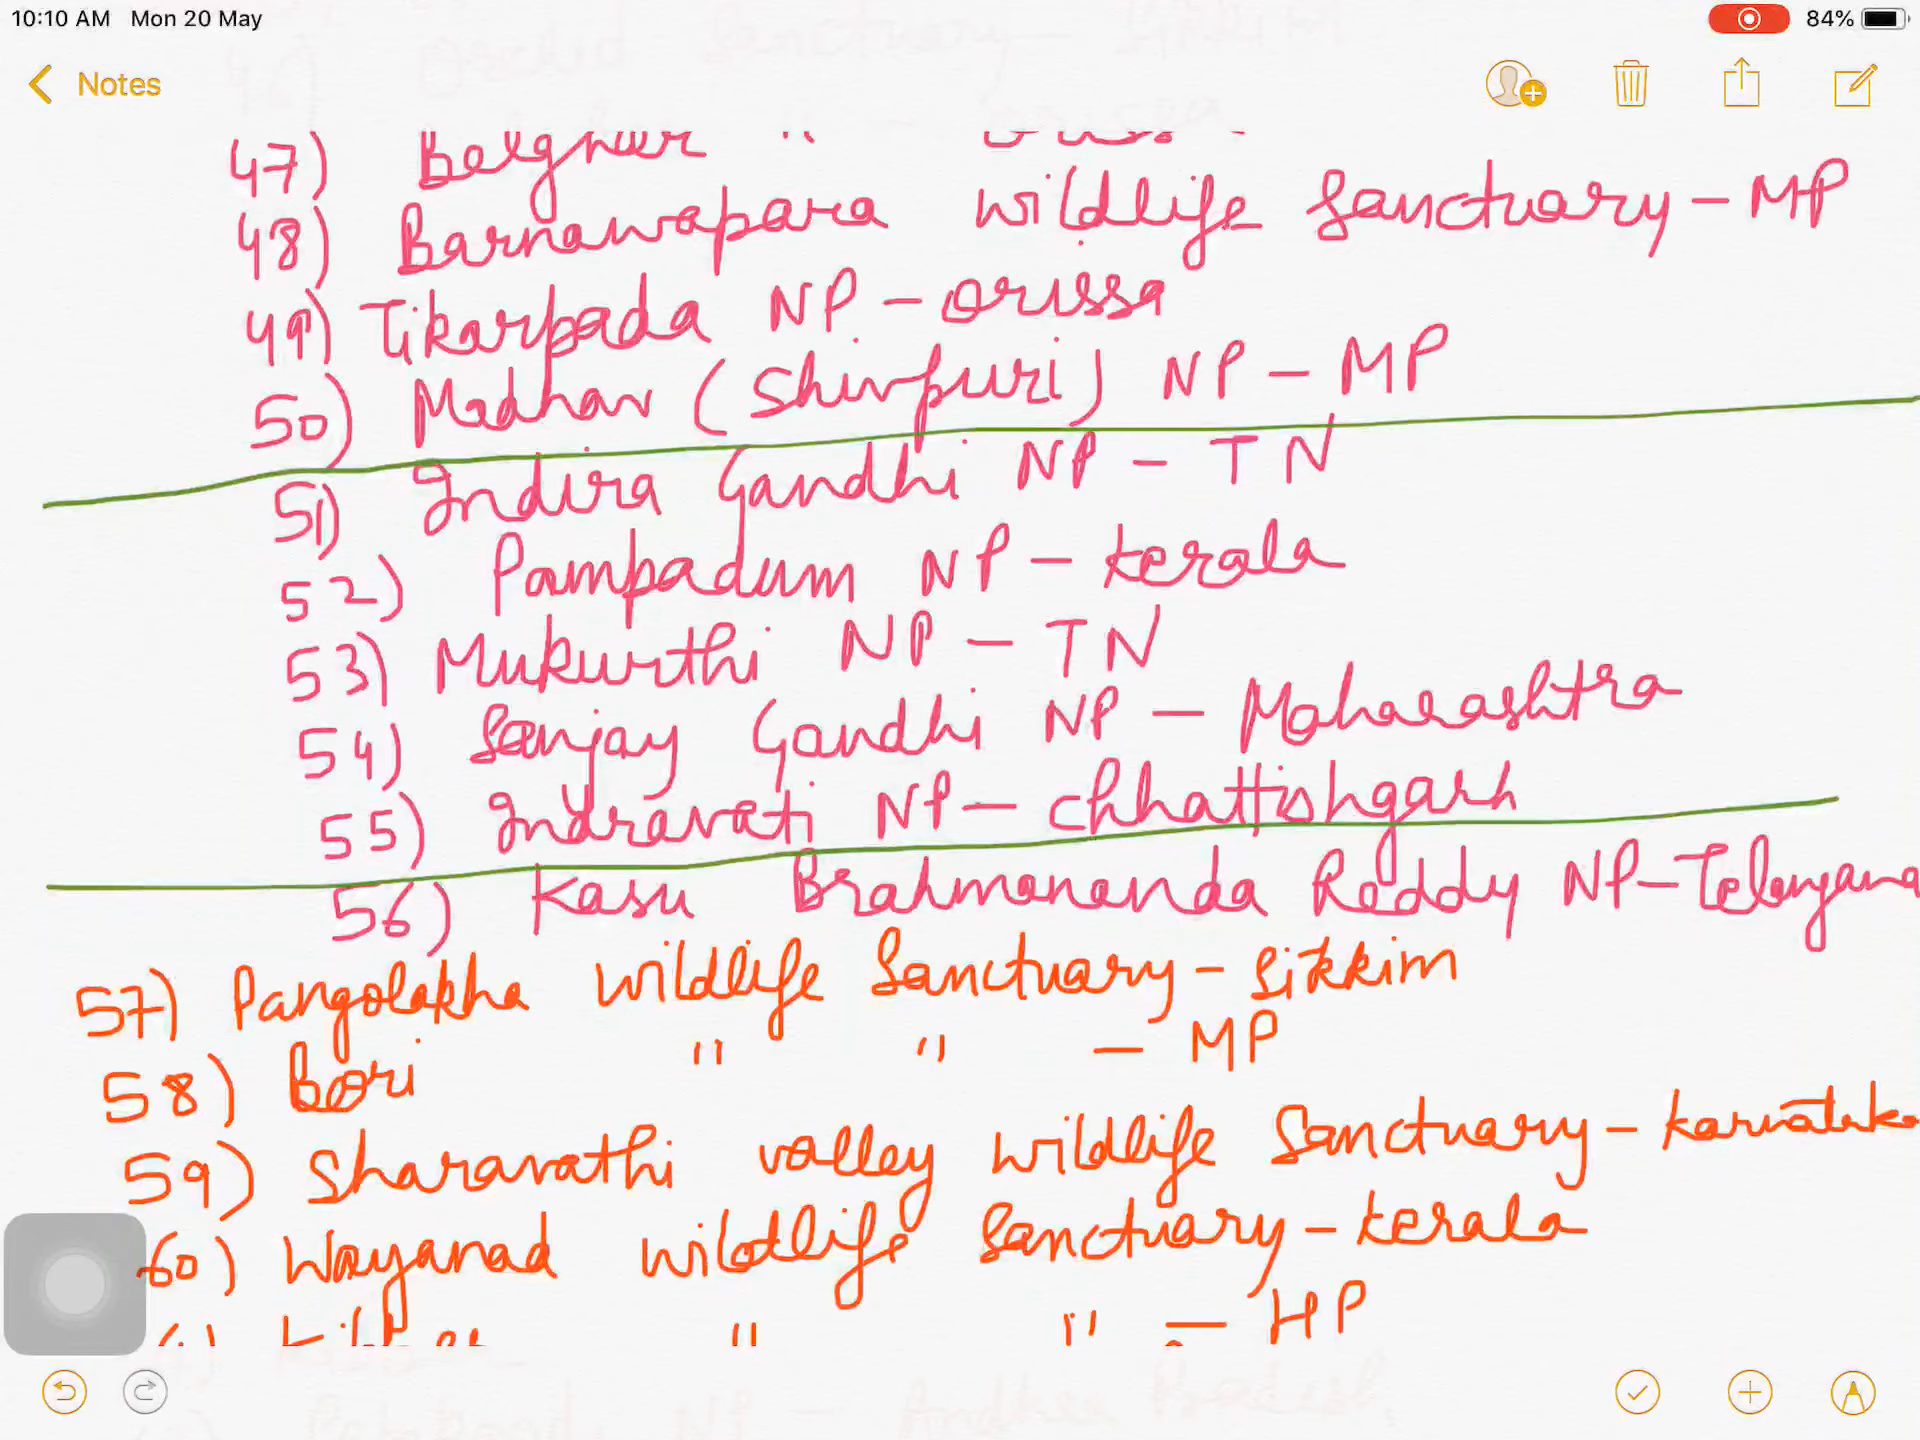 10:10 AM Mon 20 May 84%
Notes
47) Belghar " 
48) Barnawapara wildlife Sanctuary - MP
49) Tikarpada NP - Orissa
50) Madhav (Shivpuri) NP - MP
51) Indira Gandhi NP - TN
52) Pampadum NP - Kerala
53) Mukurthi NP - TN
54) Sanjay Gandhi NP - Maharashtra
55) Indravati NP - Chhattishgarh
56) Kasu Brahmananda Reddy NP - Telangana
57) Pangolakha wildlife Sanctuary - Sikkim
58) Bori " " - MP
59) Sharavathi valley wildlife Sanctuary - Karnataka
60) Wayanad wildlife Sanctuary - Kerala
" " - HP